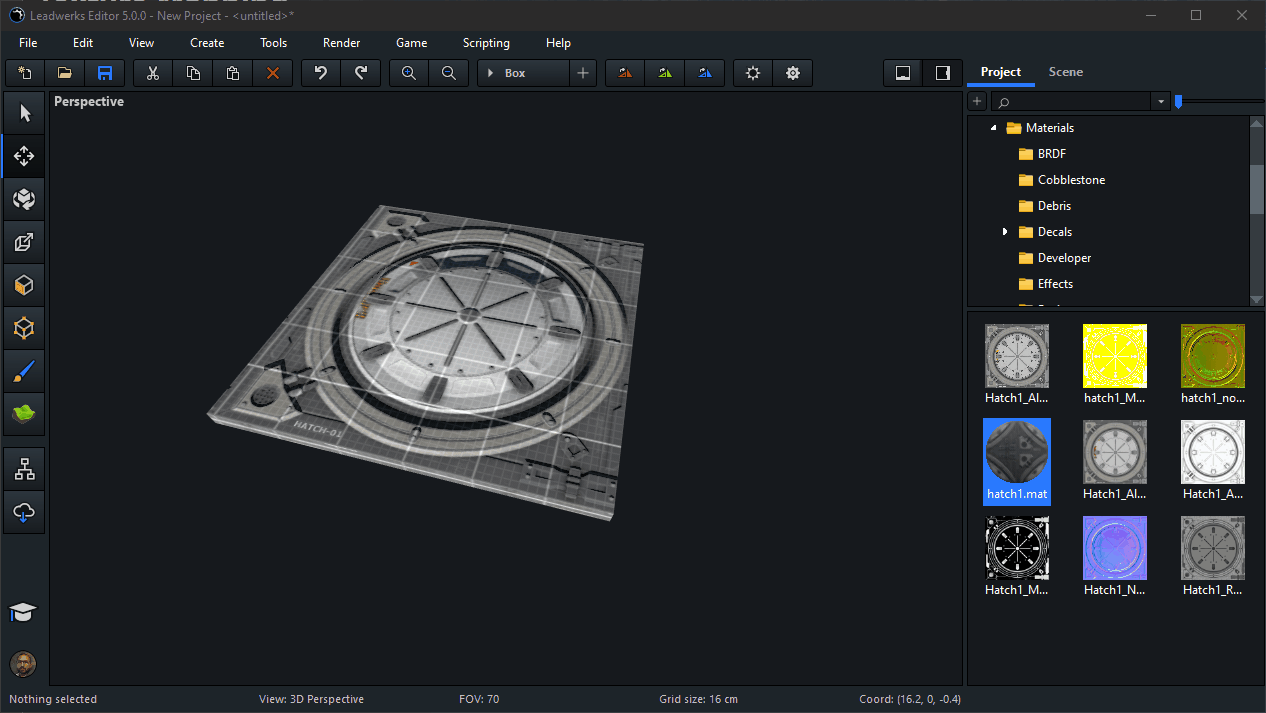 Leadwerks Editor 5.0.0 - New Project - <untitled>*
File Edit View Create Tools Render Game Scripting Help
Box
Project Scene
Perspective
Materials
BRDF
Cobblestone
Debris
Decals
Developer
Effects
HATCH-01
Hatch1_Al... hatch1_M... hatch1_no...
hatch1.mat Hatch1_Al... Hatch1_A...
Hatch1_M... Hatch1_N... Hatch1_R...
Nothing selected View: 3D Perspective FOV: 70 Grid size: 16 cm Coord: (16.2, 0, -0.4)